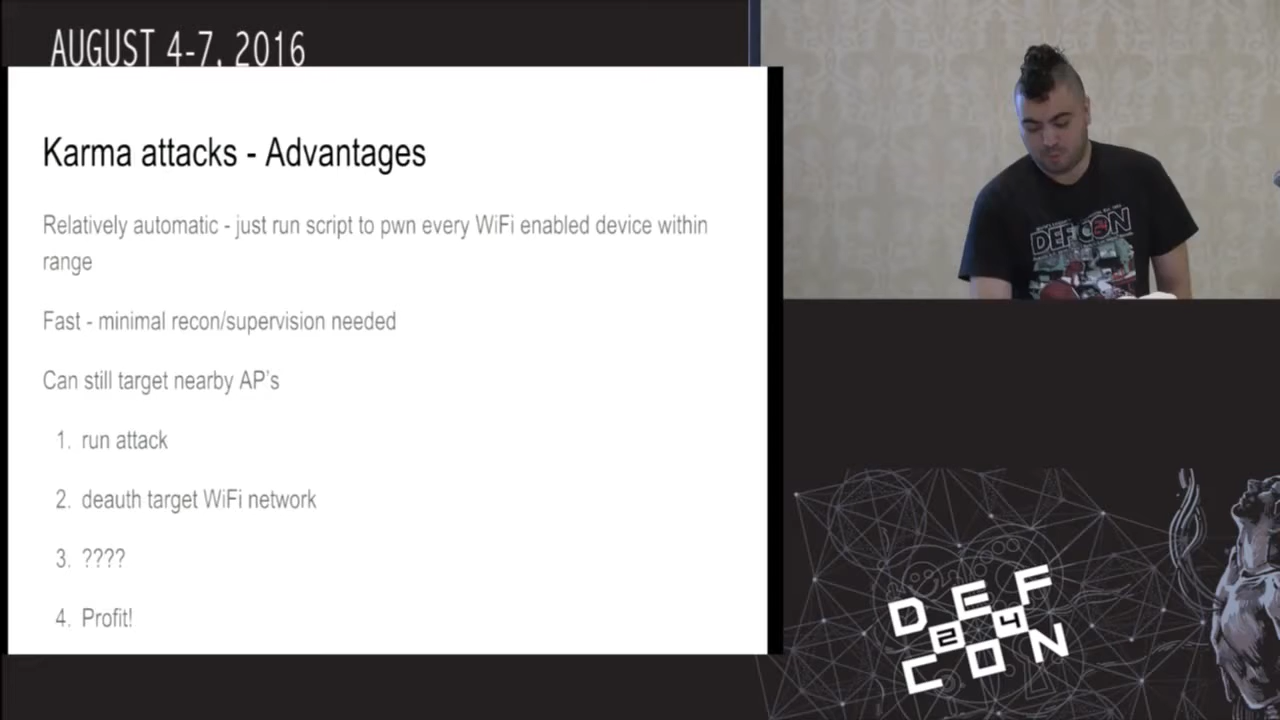 AUGUST 4-7, 2016
Karma attacks - Advantages
Relatively automatic - just run script to pwn every WiFi enabled device within
range
Fast - minimal recon/supervision needed
Can still target nearby AP's
1. run attack
2. deauth target WiFi network
3. ????
4. Profit!
DEF CON
DEF
24
CON